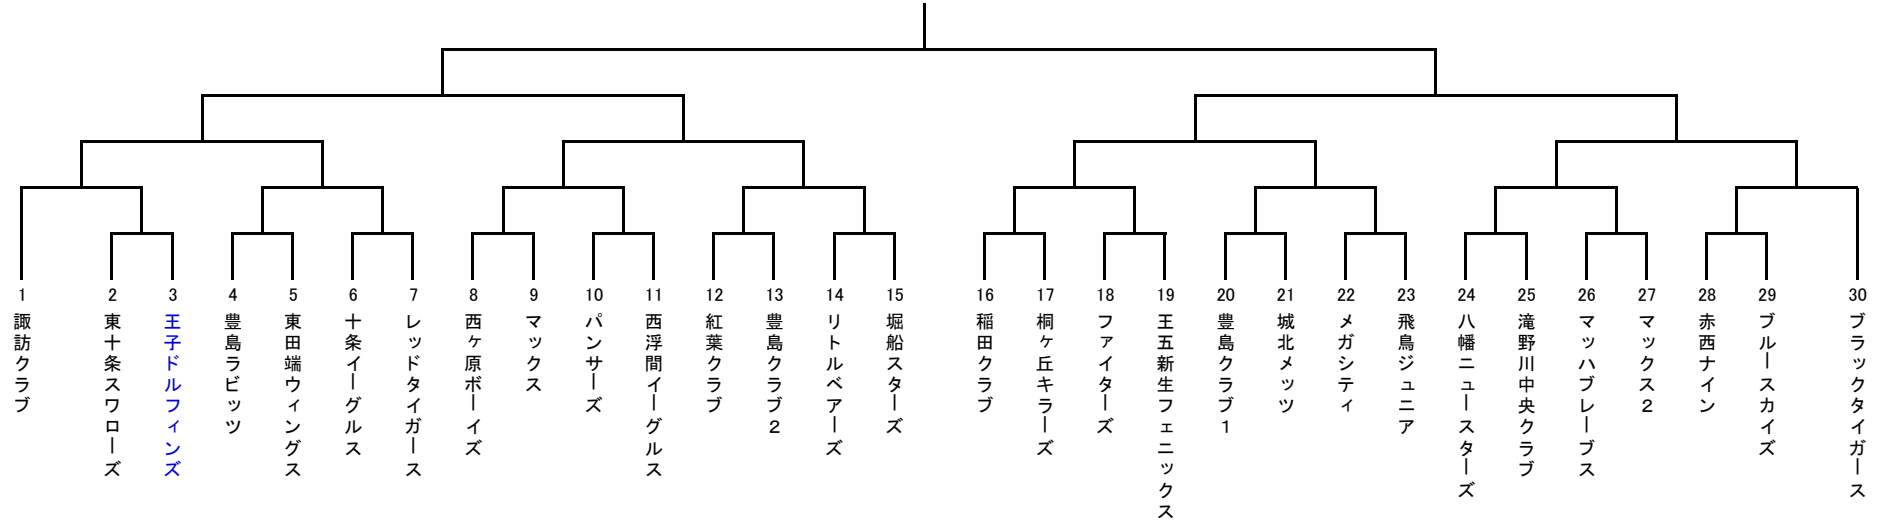 1
諏訪クラブ
2
東十条スワローズ
3
王子ドルフィンズ
4
豊島ラビッツ
5
東田端ウィングス
6
十条イーグルス
7
レッドタイガース
8
西ヶ原ボーイズ
9
マックス
10
パンサーズ
11
西浮間イーグルス
12
紅葉クラブ
13
豊島クラブ2
14
リトルベアーズ
15
堀船スターズ
16
稲田クラブ
17
桐ヶ丘キラーズ
18
ファイターズ
19
王五新生フェニックス
20
豊島クラブ1
21
城北メッツ
22
メガシティ
23
飛鳥ジュニア
24
八幡ニュースターズ
25
滝野川中央クラブ
26
マッハブレーブス
27
マックス2
28
赤西ナイン
29
ブルースカイズ
30
ブラックタイガース